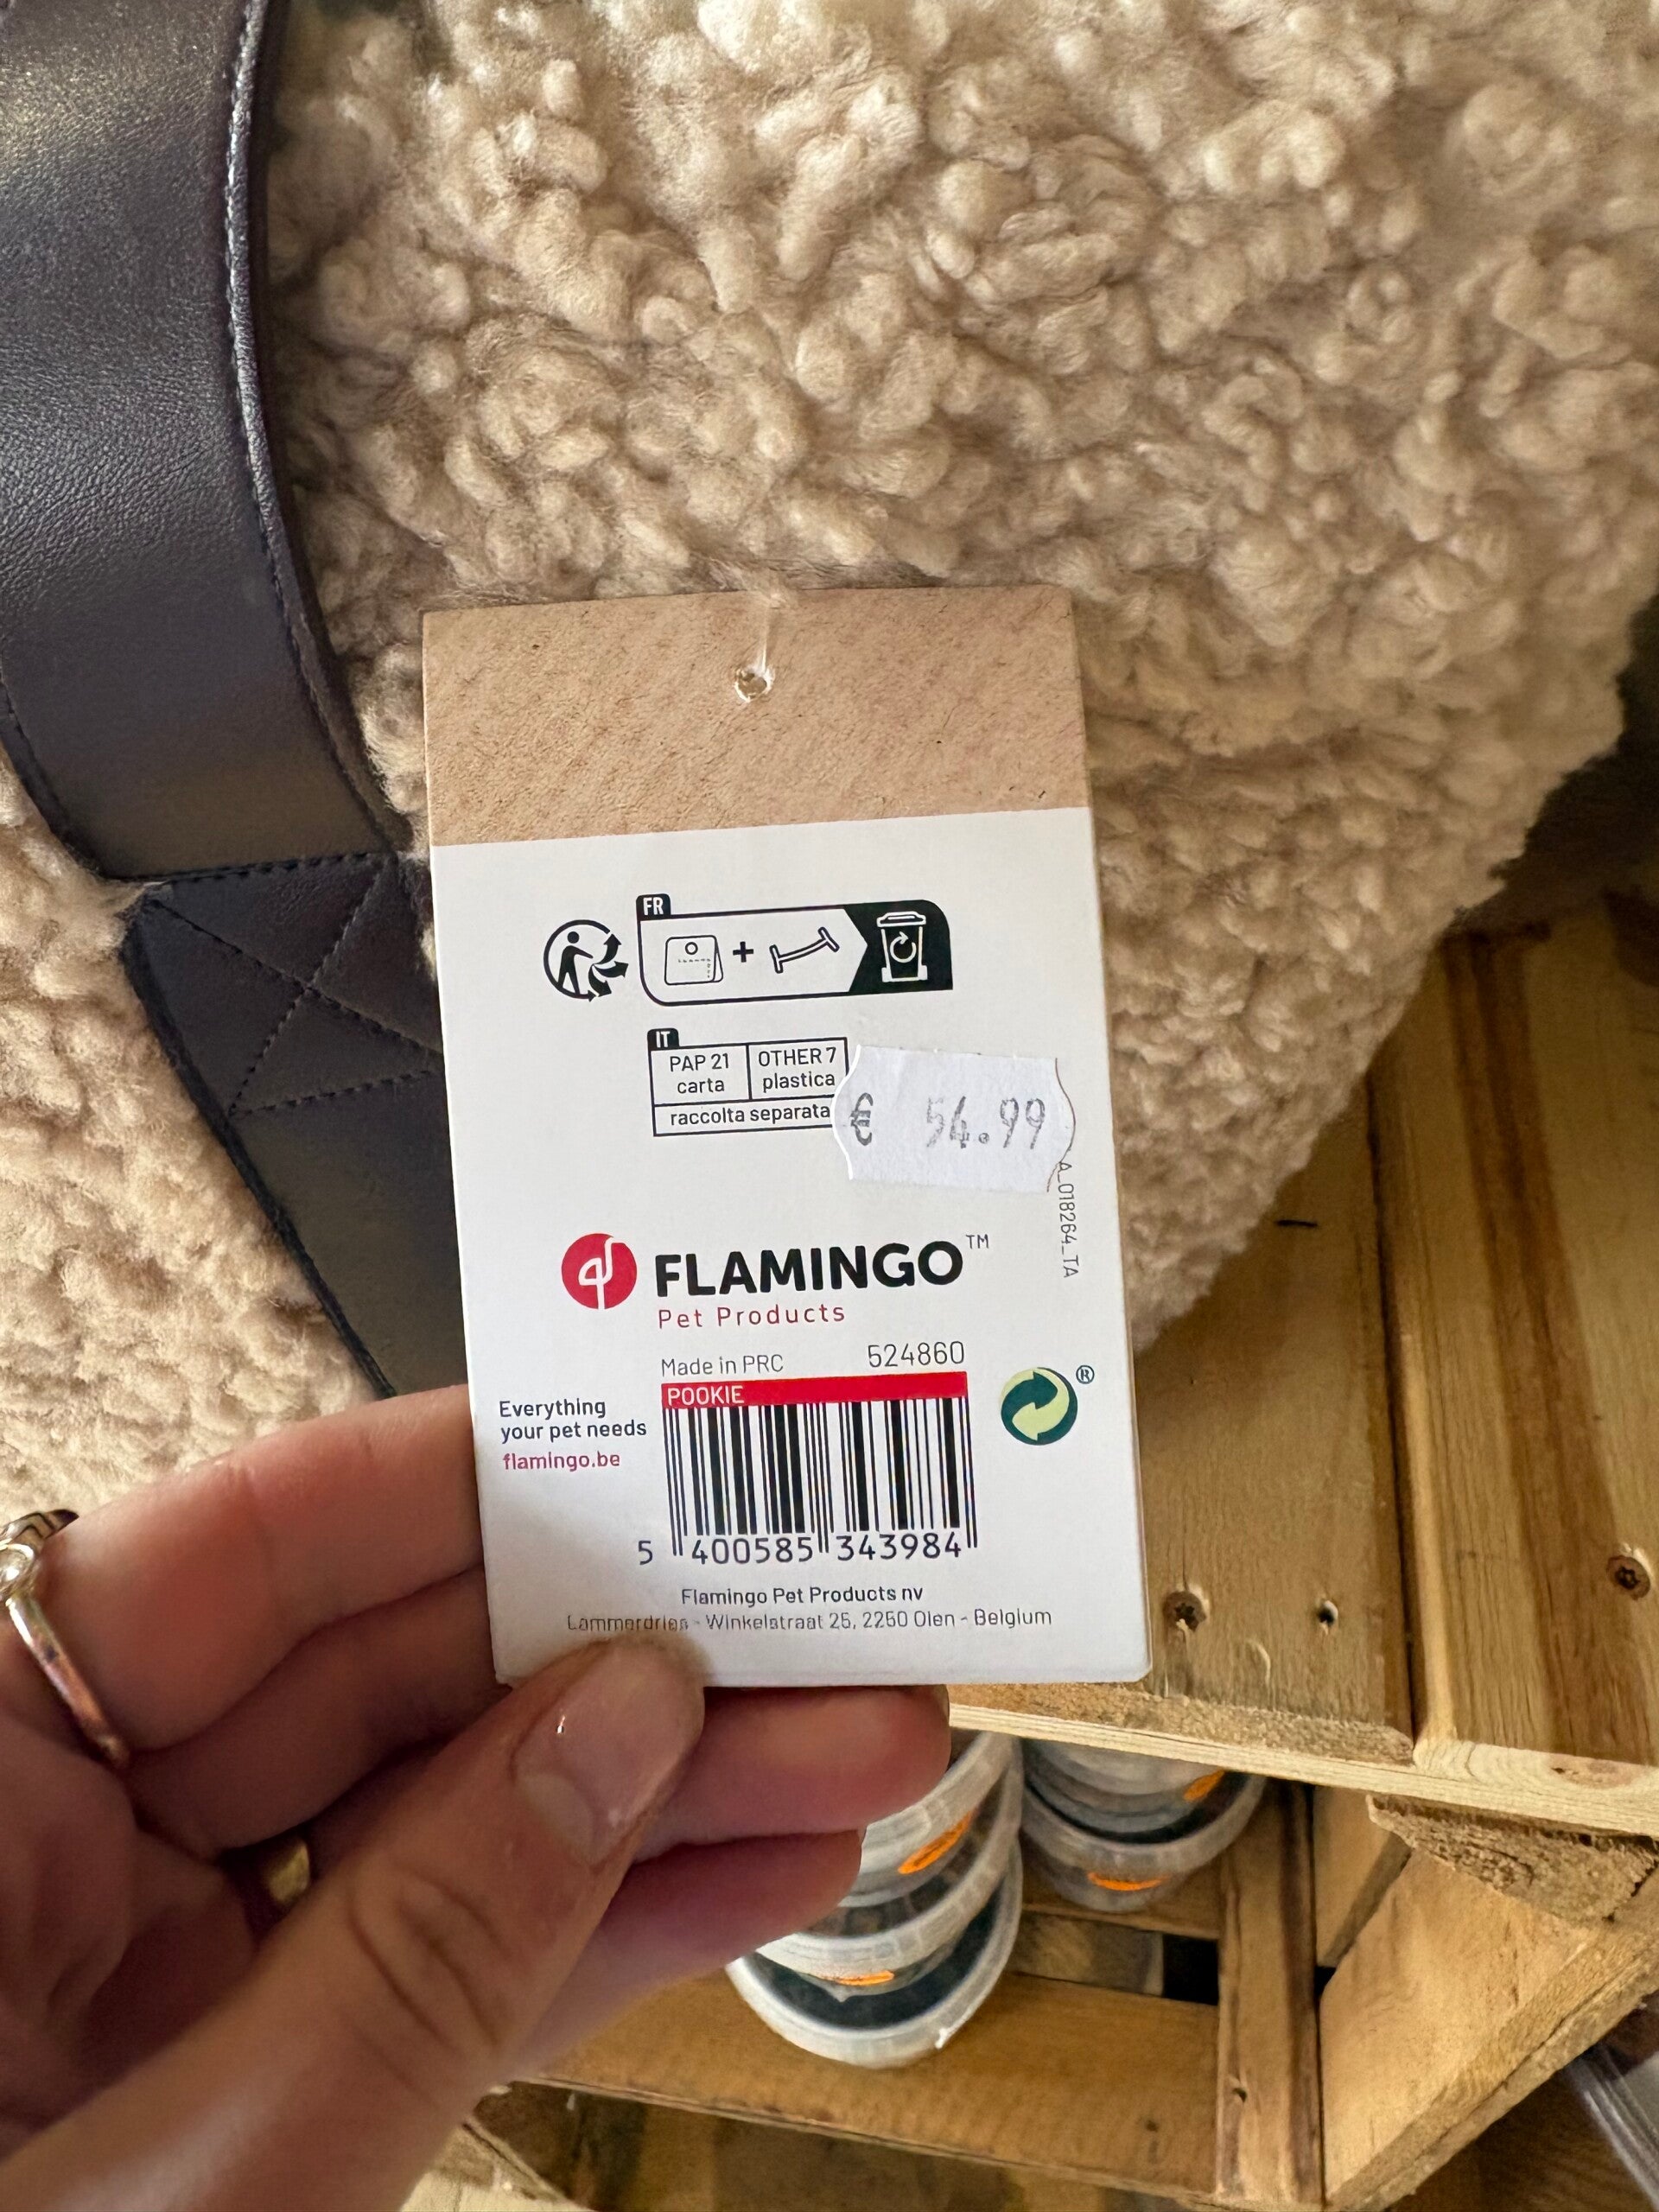 FR
+
IT
PAP 21
carta
OTHER 7
plastica
raccolta separata
€ 54.99
A_018264_TA
FLAMINGO™
Pet Products
Made in PRC 524860
POOKIE
Everything
your pet needs
flamingo.be
®
5 400585 343984
Flamingo Pet Products nv
Lammerdries - Winkelstraat 25, 2250 Olen - Belgium